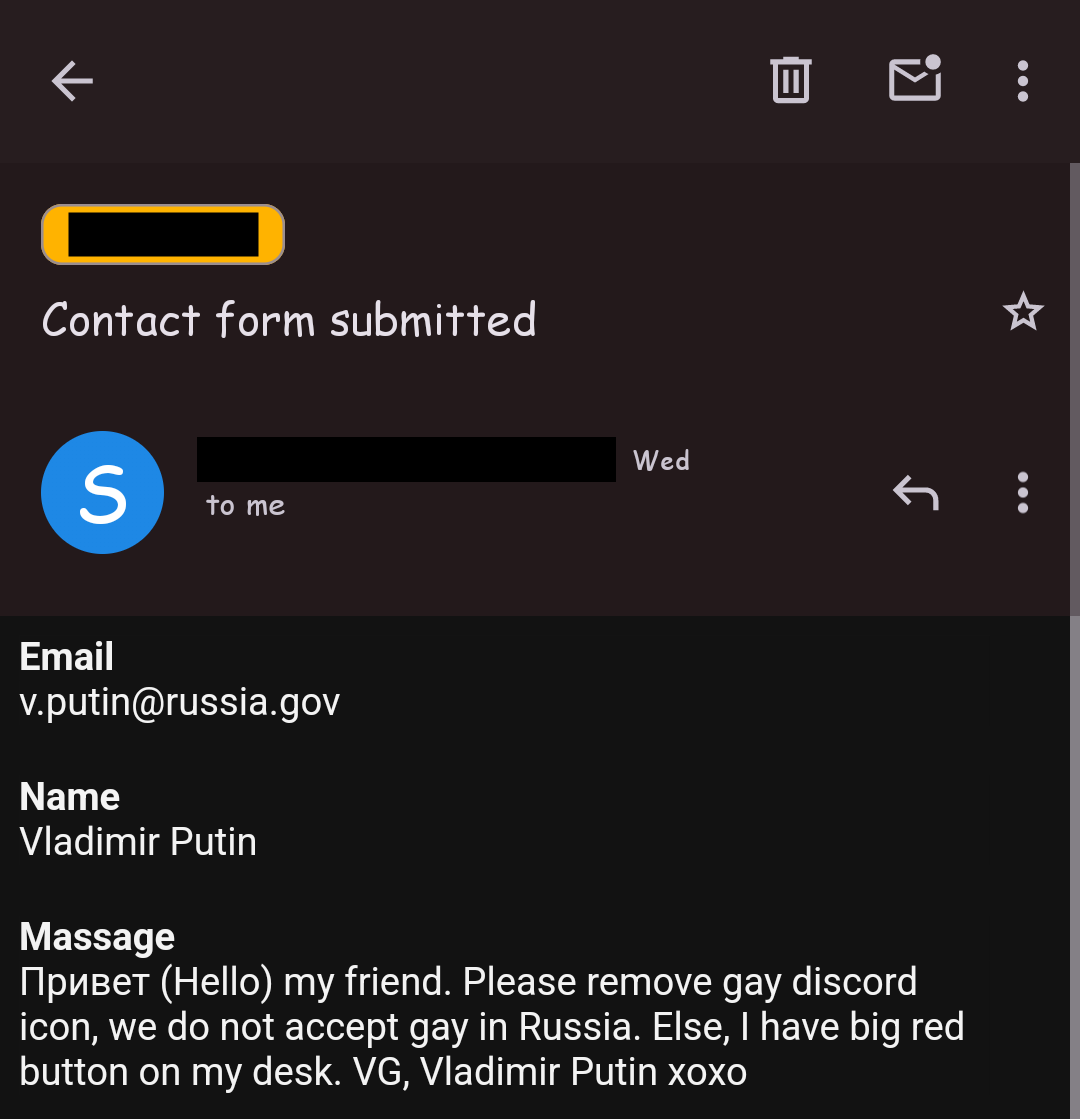 Contact form submitted
S
Wed
to me
Email
v.putin@russia.gov
Name
Vladimir Putin
Massage
Привет (Hello) my friend. Please remove gay discord
icon, we do not accept gay in Russia. Else, I have big red
button on my desk. VG, Vladimir Putin xoxo